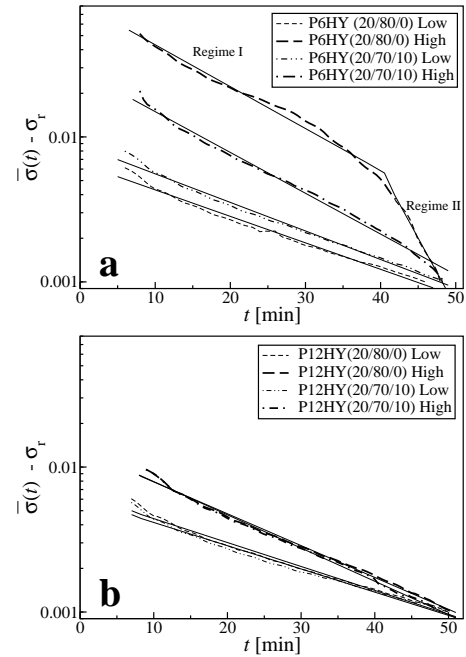 P6HY (20/80/0) Low
P6HY (20/80/0) High
P6HY (20/70/10) Low
P6HY (20/70/10) High
Regime I
Regime II
0.01
0.001
σ̅(t) - σr
a
0 10 20 30 40 50
t [min]
P12HY(20/80/0) Low
P12HY(20/80/0) High
P12HY(20/70/10) Low
P12HY(20/70/10) High
0.01
0.001
σ̅(t) - σr
b
0 10 20 30 40 50
t [min]